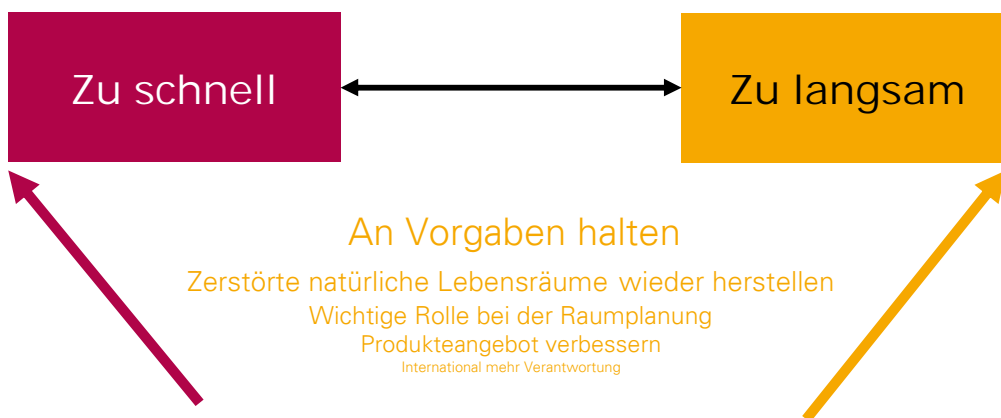 Zu schnell
Zu langsam
An Vorgaben halten
Zerstörte natürliche Lebensräume wieder herstellen
Wichtige Rolle bei der Raumplanung
Produkteangebot verbessern
International mehr Verantwortung